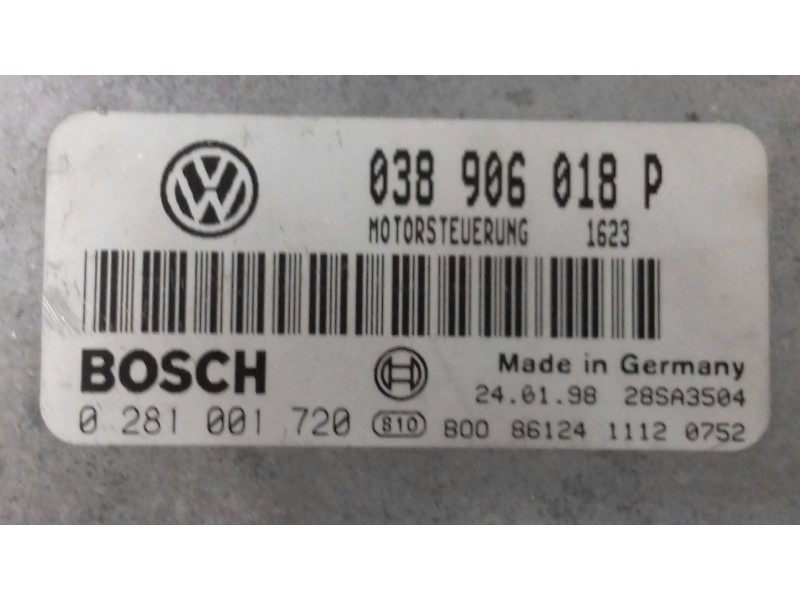 038 906 018 P
MOTORSTEUERUNG 1623
BOSCH Made in Germany
24.01.98 28SA3504
0 281 001 720 S10 800 86124 1112 0752